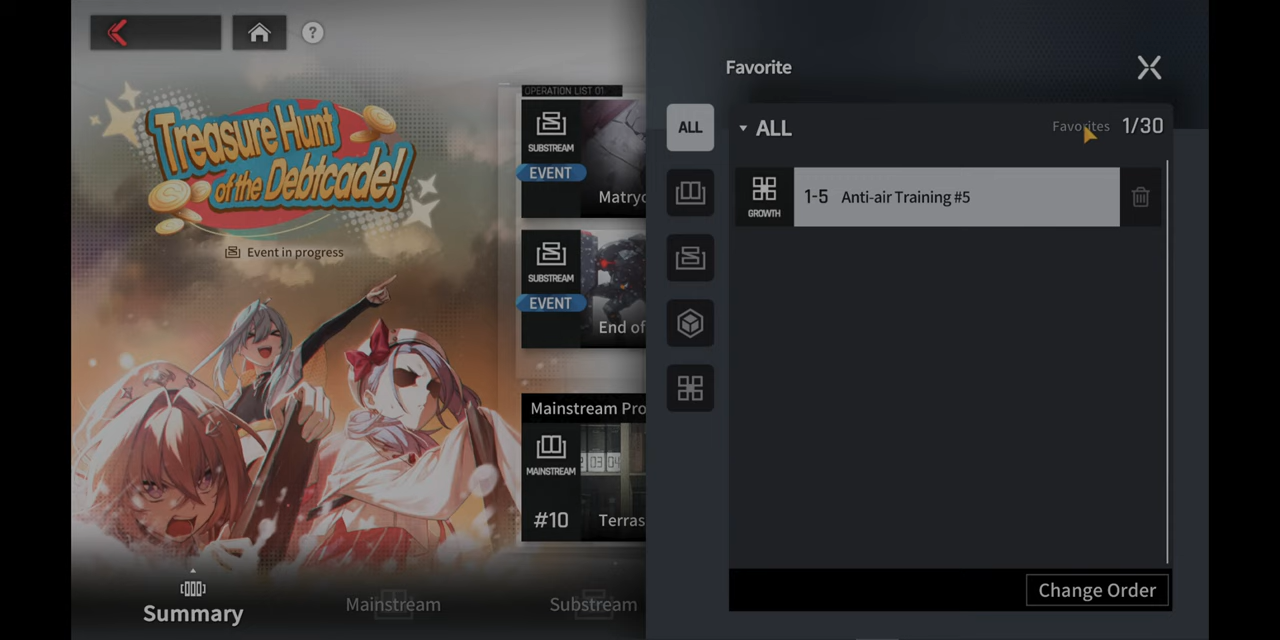 ?
Treasure Hunt
of the Debtcade!
Event in progress
OPERATION LIST 01
SUBSTREAM
EVENT
Matryo
SUBSTREAM
EVENT
End of
Mainstream Pro
MAINSTREAM
03 04
#10
Terras
Summary
Mainstream
Substream
Favorite
ALL
ALL
Favorites 1/30
GROWTH
1-5 Anti-air Training #5
Change Order